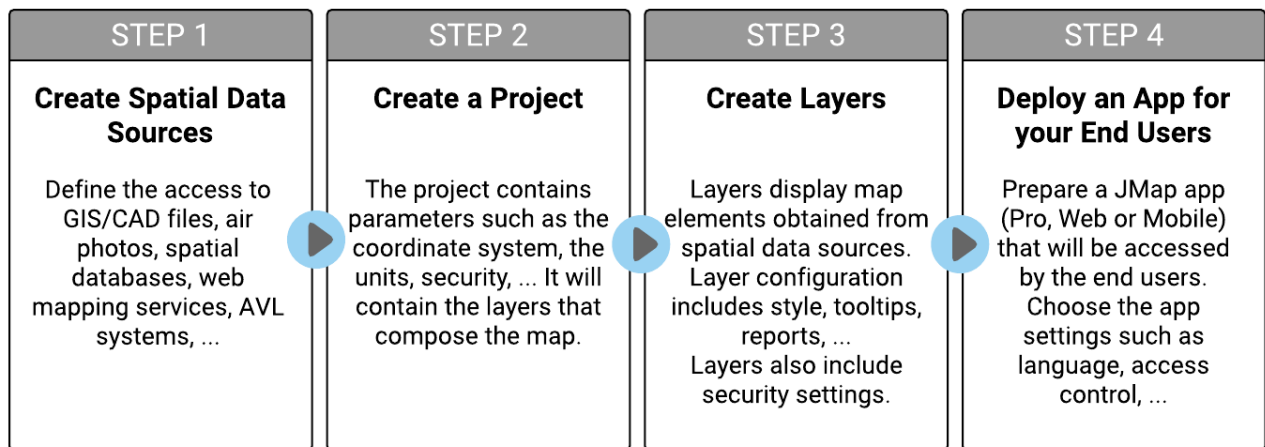 STEP 1
Create Spatial Data
Sources
Define the access to
GIS/CAD files, air
photos, spatial
databases, web
mapping services, AVL
systems, ...
STEP 2
Create a Project
The project contains
parameters such as the
coordinate system, the
units, security, ... It will
contain the layers that
compose the map.
STEP 3
Create Layers
Layers display map
elements obtained from
spatial data sources.
Layer configuration
includes style, tooltips,
reports, ...
Layers also include
security settings.
STEP 4
Deploy an App for
your End Users
Prepare a JMap app
(Pro, Web or Mobile)
that will be accessed
by the end users.
Choose the app
settings such as
language, access
control, ...